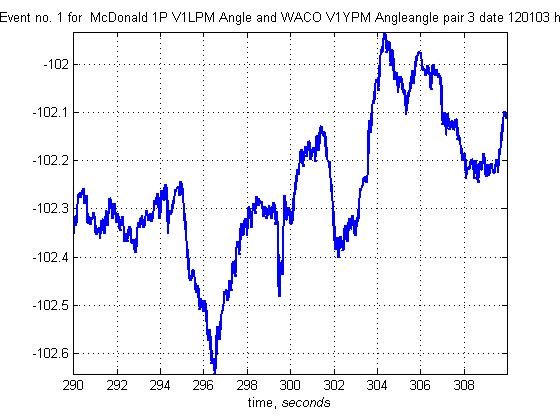 Event no. 1 for McDonald 1P V1LPM Angle and WACO V1YPM Angleangle pair 3 date 120103 h
-102
-102.1
-102.2
-102.3
-102.4
-102.5
-102.6
290 292 294 296 298 300 302 304 306 308
time, seconds